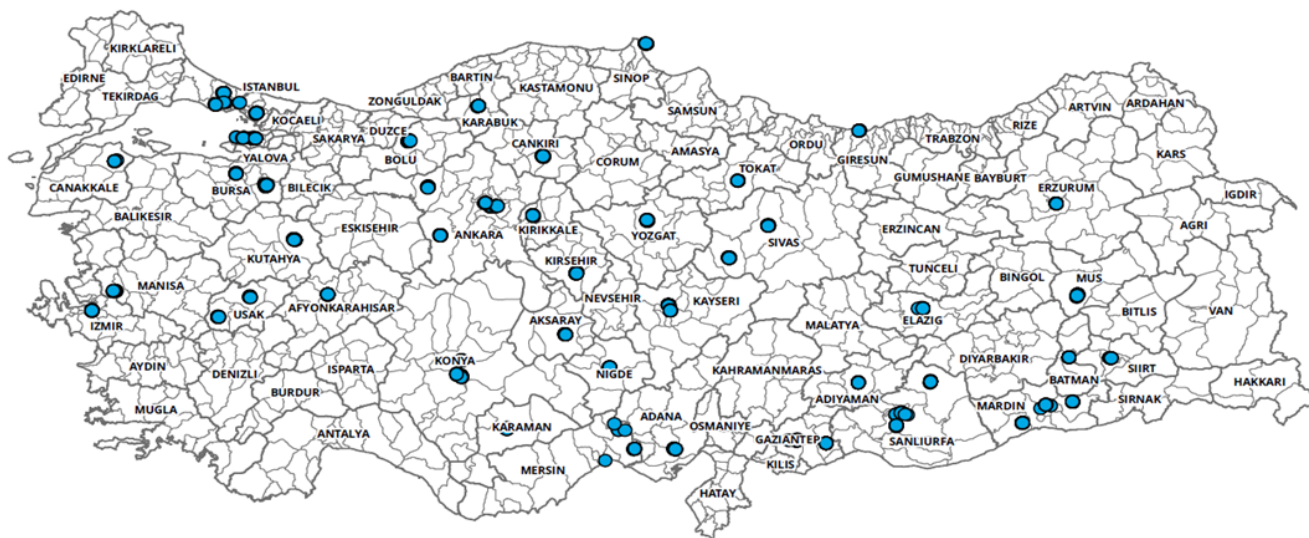 KIRKLARELI
EDIRNE
TEKIRDAG
ISTANBUL
KOCAELI
SAKARYA
YALOVA
DUZCE
BOLU
ZONGULDAK
BARTIN
KARABUK
KASTAMONU
SINOP
CANKIRI
CORUM
SAMSUN
AMASYA
TOKAT
ORDU
GIRESUN
TRABZON
RIZE
ARTVIN
ARDAHAN
KARS
GUMUSHANE
BAYBURT
ERZURUM
IGDIR
AGRI
CANAKKALE
BALIKESIR
BURSA
BILECIK
ESKISEHIR
KUTAHYA
ANKARA
KIRIKKALE
YOZGAT
SIVAS
ERZINCAN
TUNCELI
BINGOL
MUS
BITLIS
VAN
KIRSEHIR
NEVSEHIR
KAYSERI
MALATYA
ELAZIG
MANISA
IZMIR
USAK
AFYONKARAHISAR
AKSARAY
KONYA
NIGDE
KAHRAMANMARAS
ADIYAMAN
DIYARBAKIR
BATMAN
SIIRT
SIRNAK
HAKKARI
AYDIN
DENIZLI
ISPARTA
BURDUR
MUGLA
ANTALYA
KARAMAN
MERSIN
ADANA
OSMANIYE
GAZIANTEP
KILIS
HATAY
SANLIURFA
MARDIN